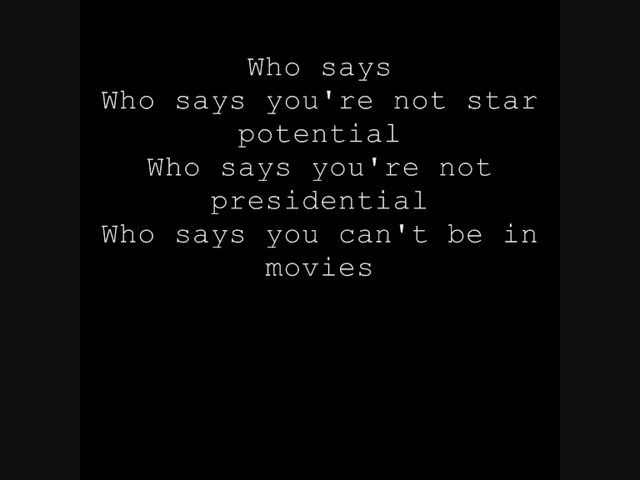 Who says
Who says you're not star
potential
Who says you're not
presidential
Who says you can't be in
movies